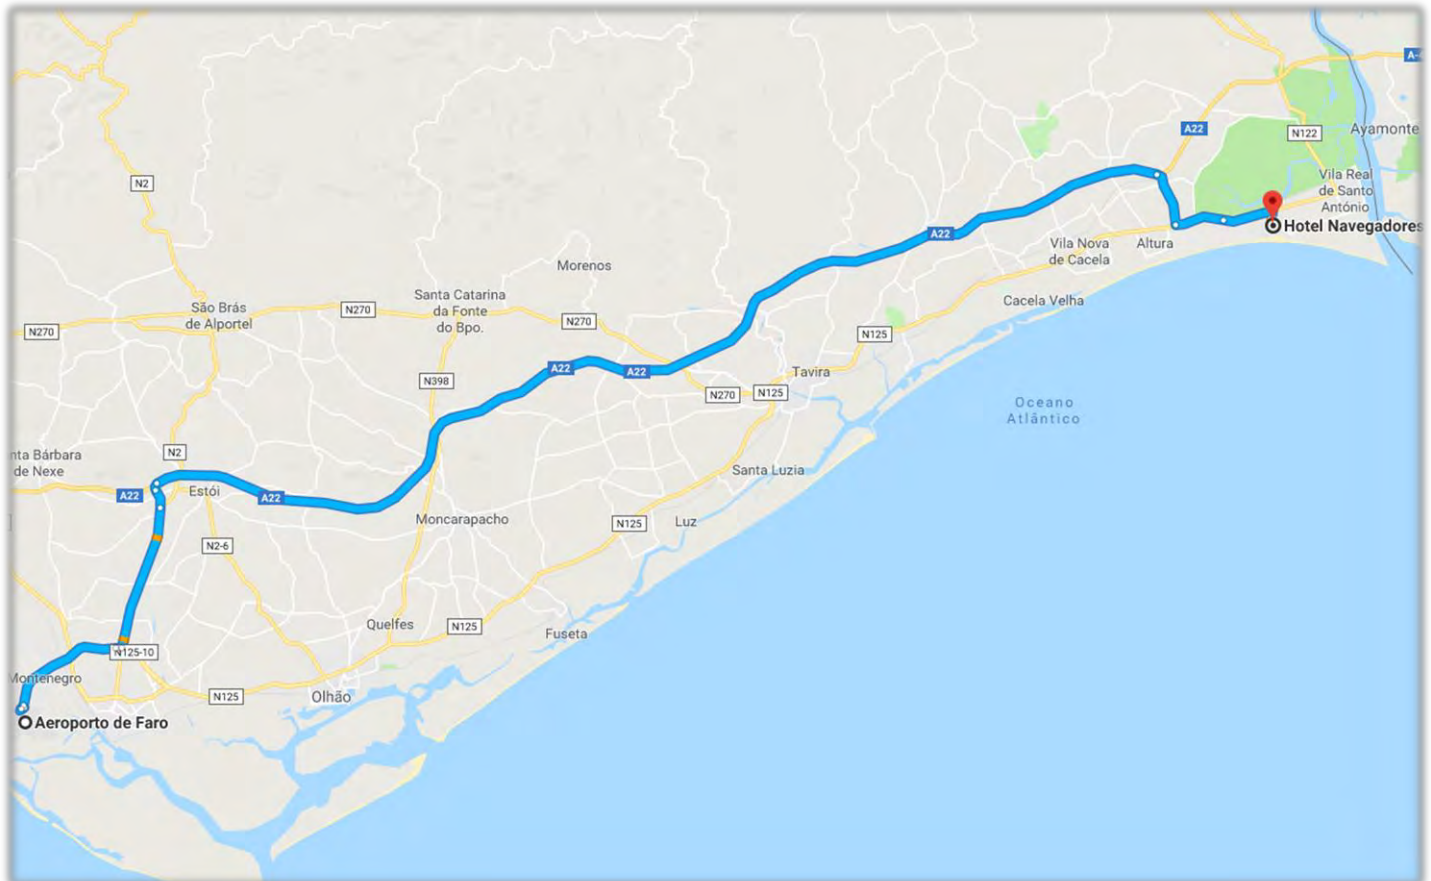 A-
A22
N122
Ayamonte
N2
Vila Real
de Santo
António
Hotel Navegadores
A22
Vila Nova
de Cacela
Altura
Morenos
Santa Catarina
da Fonte
do Bpo.
Cacela Velha
São Brás
de Alportel
N270
N270
N270
N125
A22
A22
Tavira
N398
N270
N125
Oceano
Atlântico
N2
nta Bárbara
de Nexe
Santa Luzia
A22
Estói
A22
Moncarapacho
N125
Luz
N2-6
Quelfes
N125
Fuseta
N125-10
Montenegro
N125
Olhão
Aeroporto de Faro